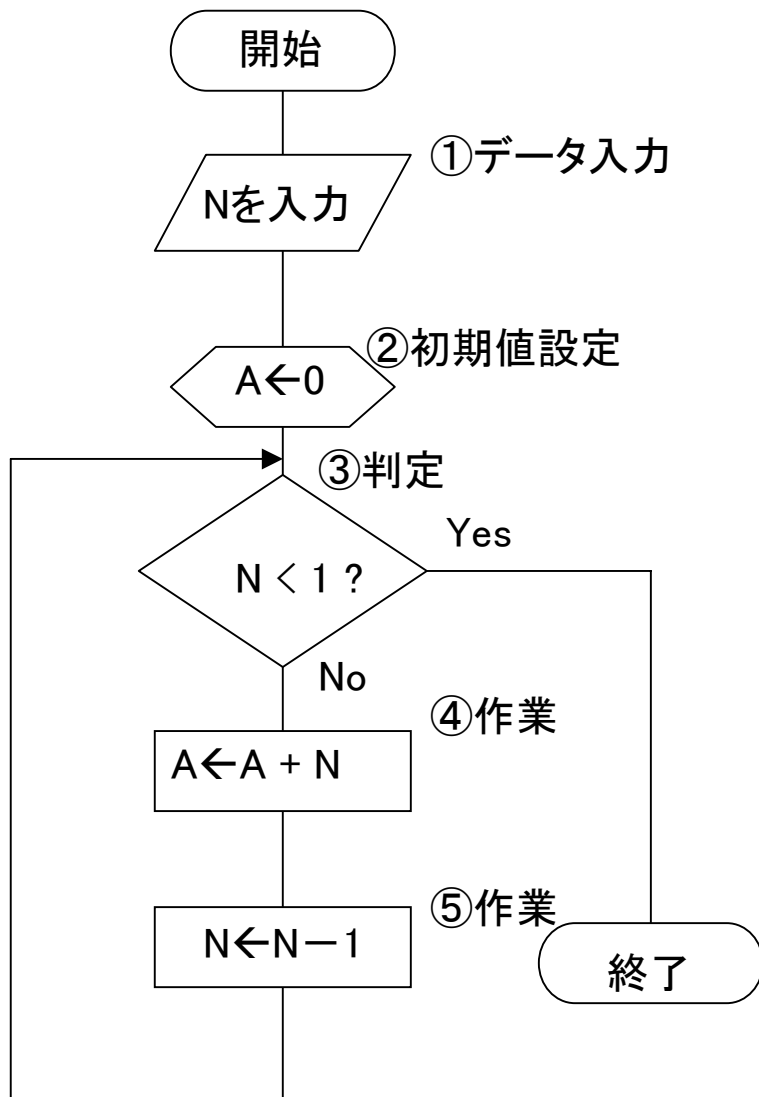 開始
①データ入力
Nを入力
②初期値設定
A←0
③判定
Yes
N < 1 ?
No
④作業
A←A + N
⑤作業
N←N－1
終了